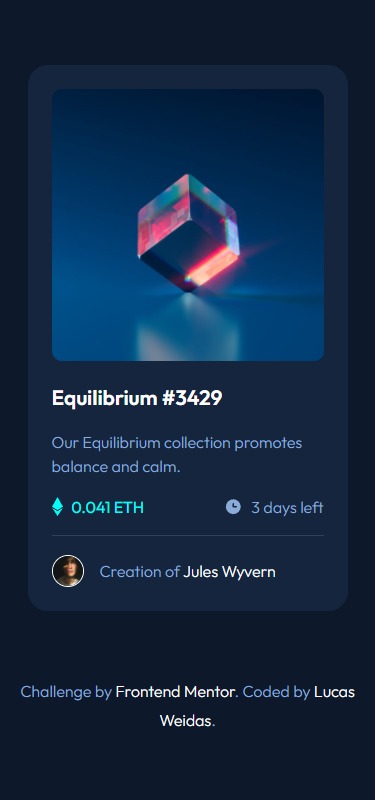 Equilibrium #3429
Our Equilibrium collection promotes
balance and calm.
0.041 ETH
3 days left
Creation of Jules Wyvern
Challenge by Frontend Mentor. Coded by Lucas
Weidas.